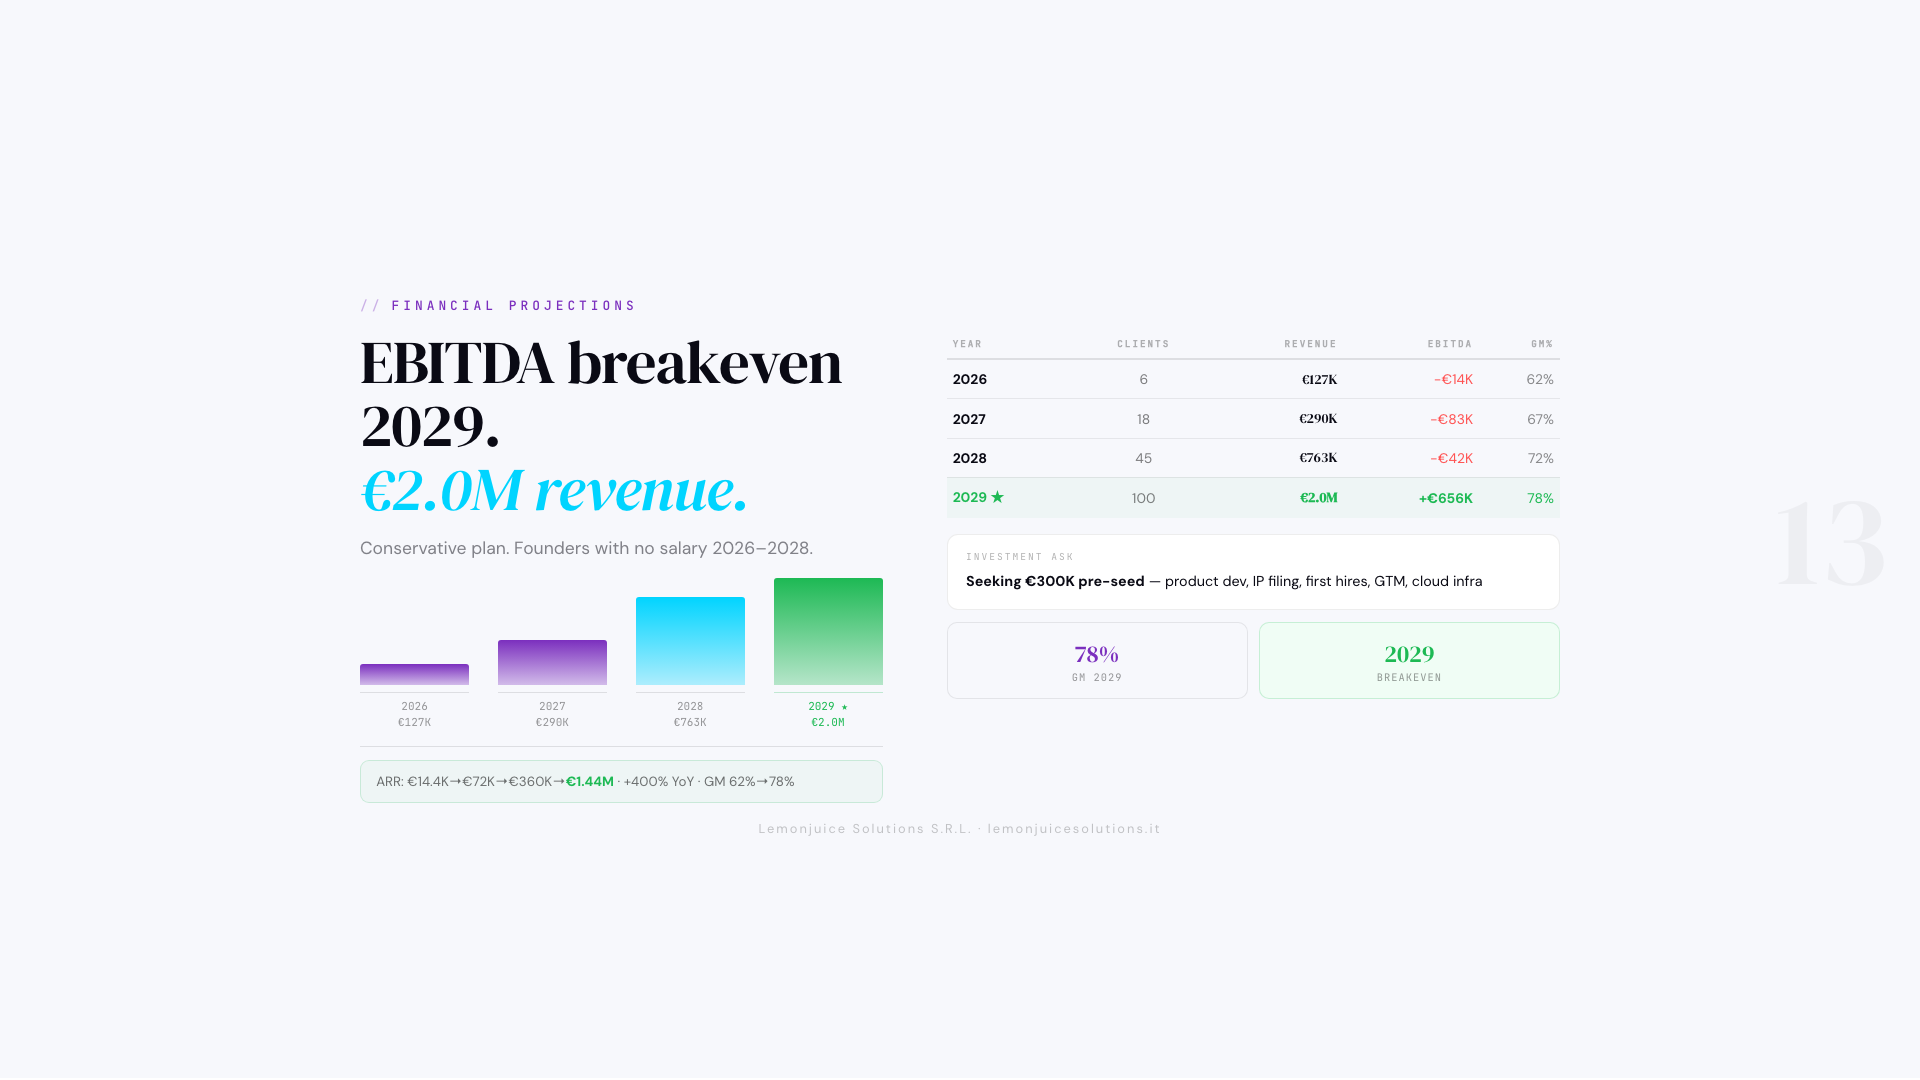 // FINANCIAL PROJECTIONS
EBITDA breakeven
2029.
€2.0M revenue.
Conservative plan. Founders with no salary 2026–2028.
2026
€127K
2027
€290K
2028
€763K
2029 ★
€2.0M
ARR: €14.4K→€72K→€360K→€1.44M · +400% YoY · GM 62%→78%
YEAR CLIENTS REVENUE EBITDA GM%
2026 6 €127K -€14K 62%
2027 18 €290K -€83K 67%
2028 45 €763K -€42K 72%
2029 ★ 100 €2.0M +€656K 78%
INVESTMENT ASK
Seeking €300K pre-seed — product dev, IP filing, first hires, GTM, cloud infra
78%
GM 2029
2029
BREAKEVEN
13
Lemonjuice Solutions S.R.L. · lemonjuicesolutions.it